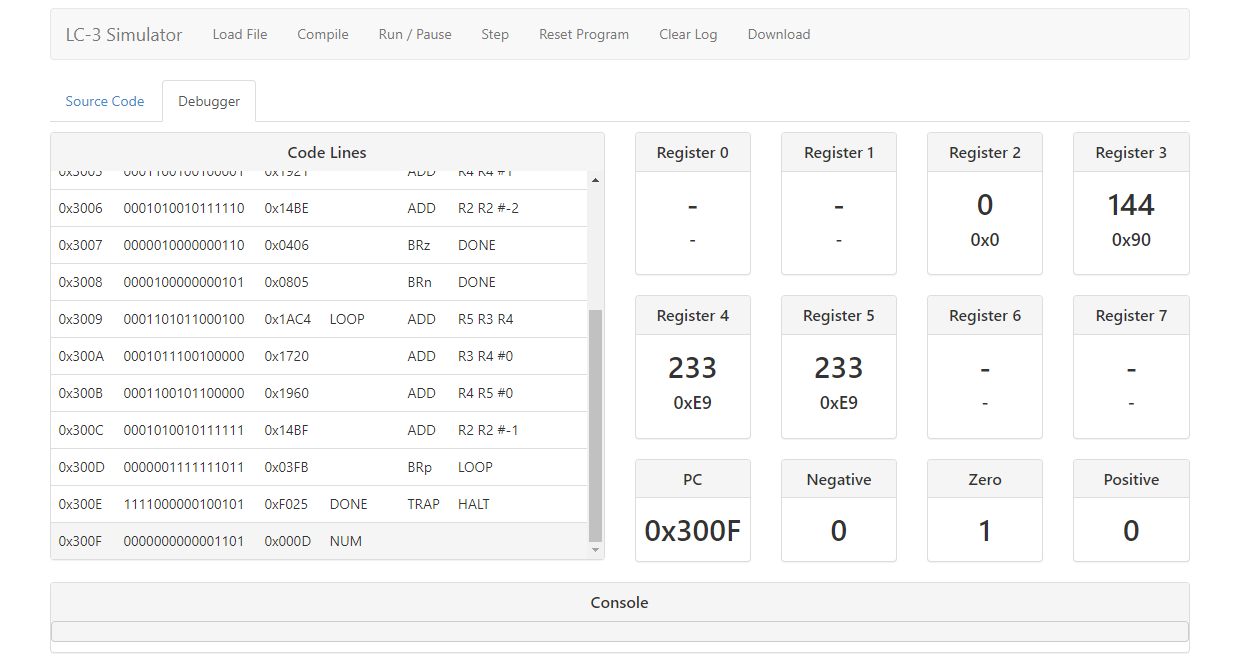 LC-3 Simulator Load File Compile Run / Pause Step Reset Program Clear Log Download
Source Code Debugger
Code Lines
0x3005 0001100100100001 0x1921 ADD R4 R4 #1
0x3006 0001010010111110 0x14BE ADD R2 R2 #-2
0x3007 0000010000000110 0x0406 BRz DONE
0x3008 0000100000000101 0x0805 BRn DONE
0x3009 0001101011000100 0x1AC4 LOOP ADD R5 R3 R4
0x300A 0001011100100000 0x1720 ADD R3 R4 #0
0x300B 0001100101100000 0x1960 ADD R4 R5 #0
0x300C 0001010010111111 0x14BF ADD R2 R2 #-1
0x300D 0000001111111011 0x03FB BRp LOOP
0x300E 1111000000100101 0xF025 DONE TRAP HALT
0x300F 0000000000001101 0x000D NUM
Register 0 Register 1 Register 2 Register 3
- - 0 144
- - 0x0 0x90
Register 4 Register 5 Register 6 Register 7
233 233 - -
0xE9 0xE9 - -
PC Negative Zero Positive
0x300F 0 1 0
Console